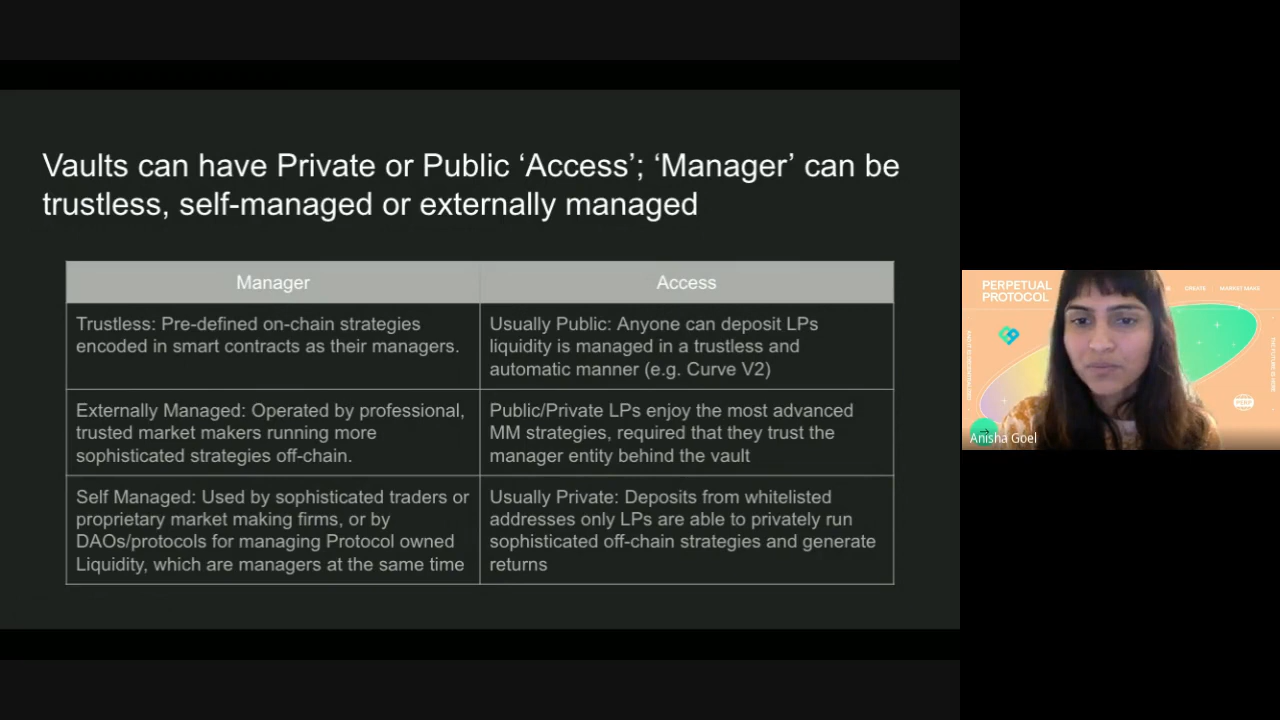 Vaults can have Private or Public ‘Access’; ‘Manager’ can be
trustless, self-managed or externally managed
Manager
Access
Trustless: Pre-defined on-chain strategies
encoded in smart contracts as their managers.
Usually Public: Anyone can deposit LPs
liquidity is managed in a trustless and
automatic manner (e.g. Curve V2)
Externally Managed: Operated by professional,
trusted market makers running more
sophisticated strategies off-chain.
Public/Private LPs enjoy the most advanced
MM strategies, required that they trust the
manager entity behind the vault
Self Managed: Used by sophisticated traders or
proprietary market making firms, or by
DAOs/protocols for managing Protocol owned
Liquidity, which are managers at the same time
Usually Private: Deposits from whitelisted
addresses only LPs are able to privately run
sophisticated off-chain strategies and generate
returns
PERPETUAL
PROTOCOL
CREATE
MARKET MAKE
Anisha Goel